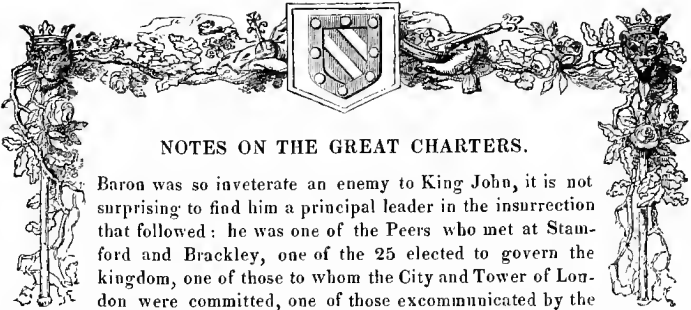 NOTES ON THE GREAT CHARTERS.
Baron was so inveterate an enemy to King John, it is not
surprising to find him a principal leader in the insurrection
that followed : he was one of the Peers who met at Stam-
ford and Brackley, one of the 25 elected to govern the
kingdom, one of those to whom the City and Tower of Lon-
don were committed, one of those excommunicated by the